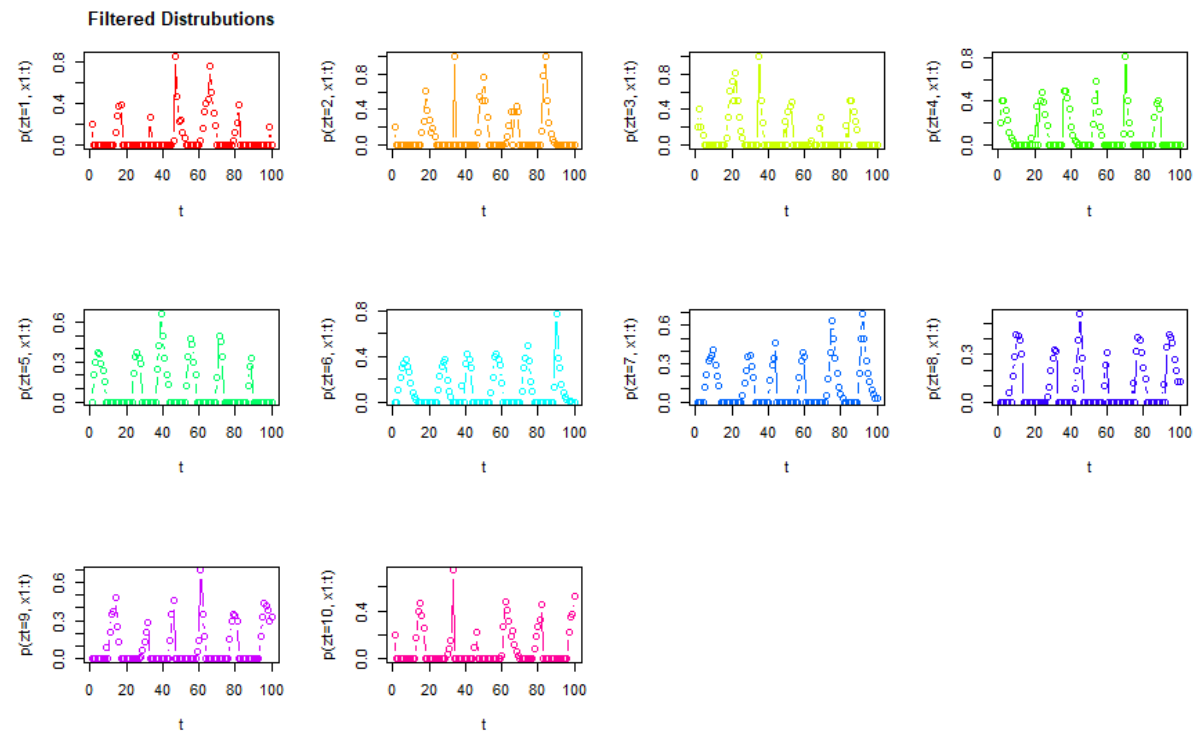 Filtered Distrubutions
p(zt=1, x1:t)
0.0 0.4 0.8
0 20 40 60 80 100
t
p(zt=2, x1:t)
0.0 0.4 0.8
0 20 40 60 80 100
t
p(zt=3, x1:t)
0.0 0.4 0.8
0 20 40 60 80 100
t
p(zt=4, x1:t)
0.0 0.4 0.8
0 20 40 60 80 100
t
p(zt=5, x1:t)
0.0 0.3 0.6
0 20 40 60 80 100
t
p(zt=6, x1:t)
0.0 0.4 0.8
0 20 40 60 80 100
t
p(zt=7, x1:t)
0.0 0.3 0.6
0 20 40 60 80 100
t
p(zt=8, x1:t)
0.0 0.3
0 20 40 60 80 100
t
p(zt=9, x1:t)
0.0 0.3 0.6
0 20 40 60 80 100
t
p(zt=10, x1:t)
0.0 0.4
0 20 40 60 80 100
t